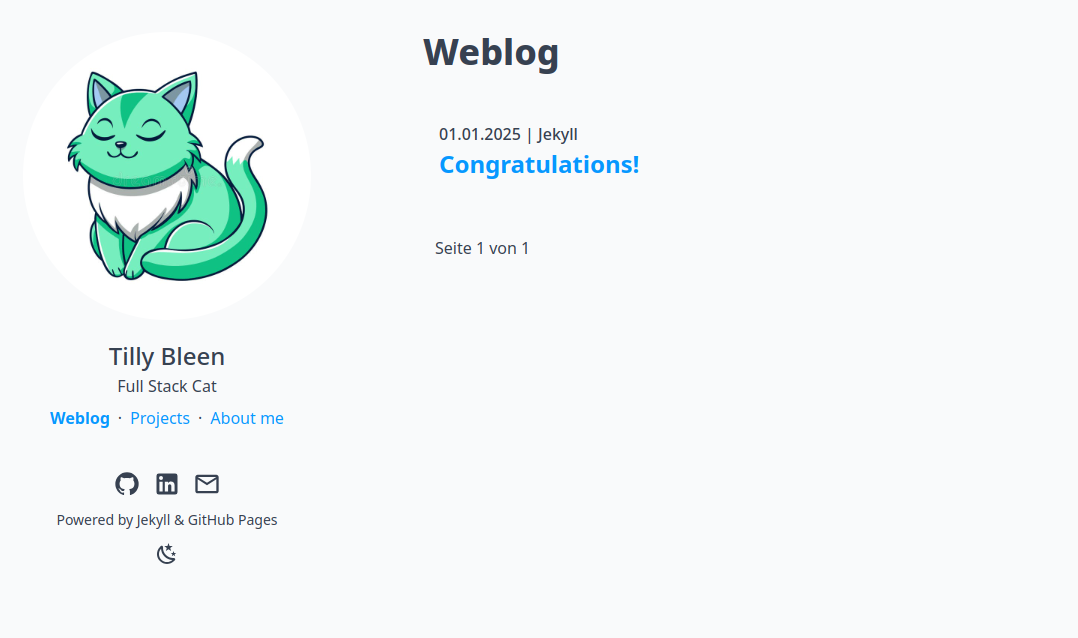 Weblog
01.01.2025 | Jekyll
Congratulations!
Seite 1 von 1
Tilly Bleen
Full Stack Cat
Weblog · Projects · About me
Powered by Jekyll & GitHub Pages